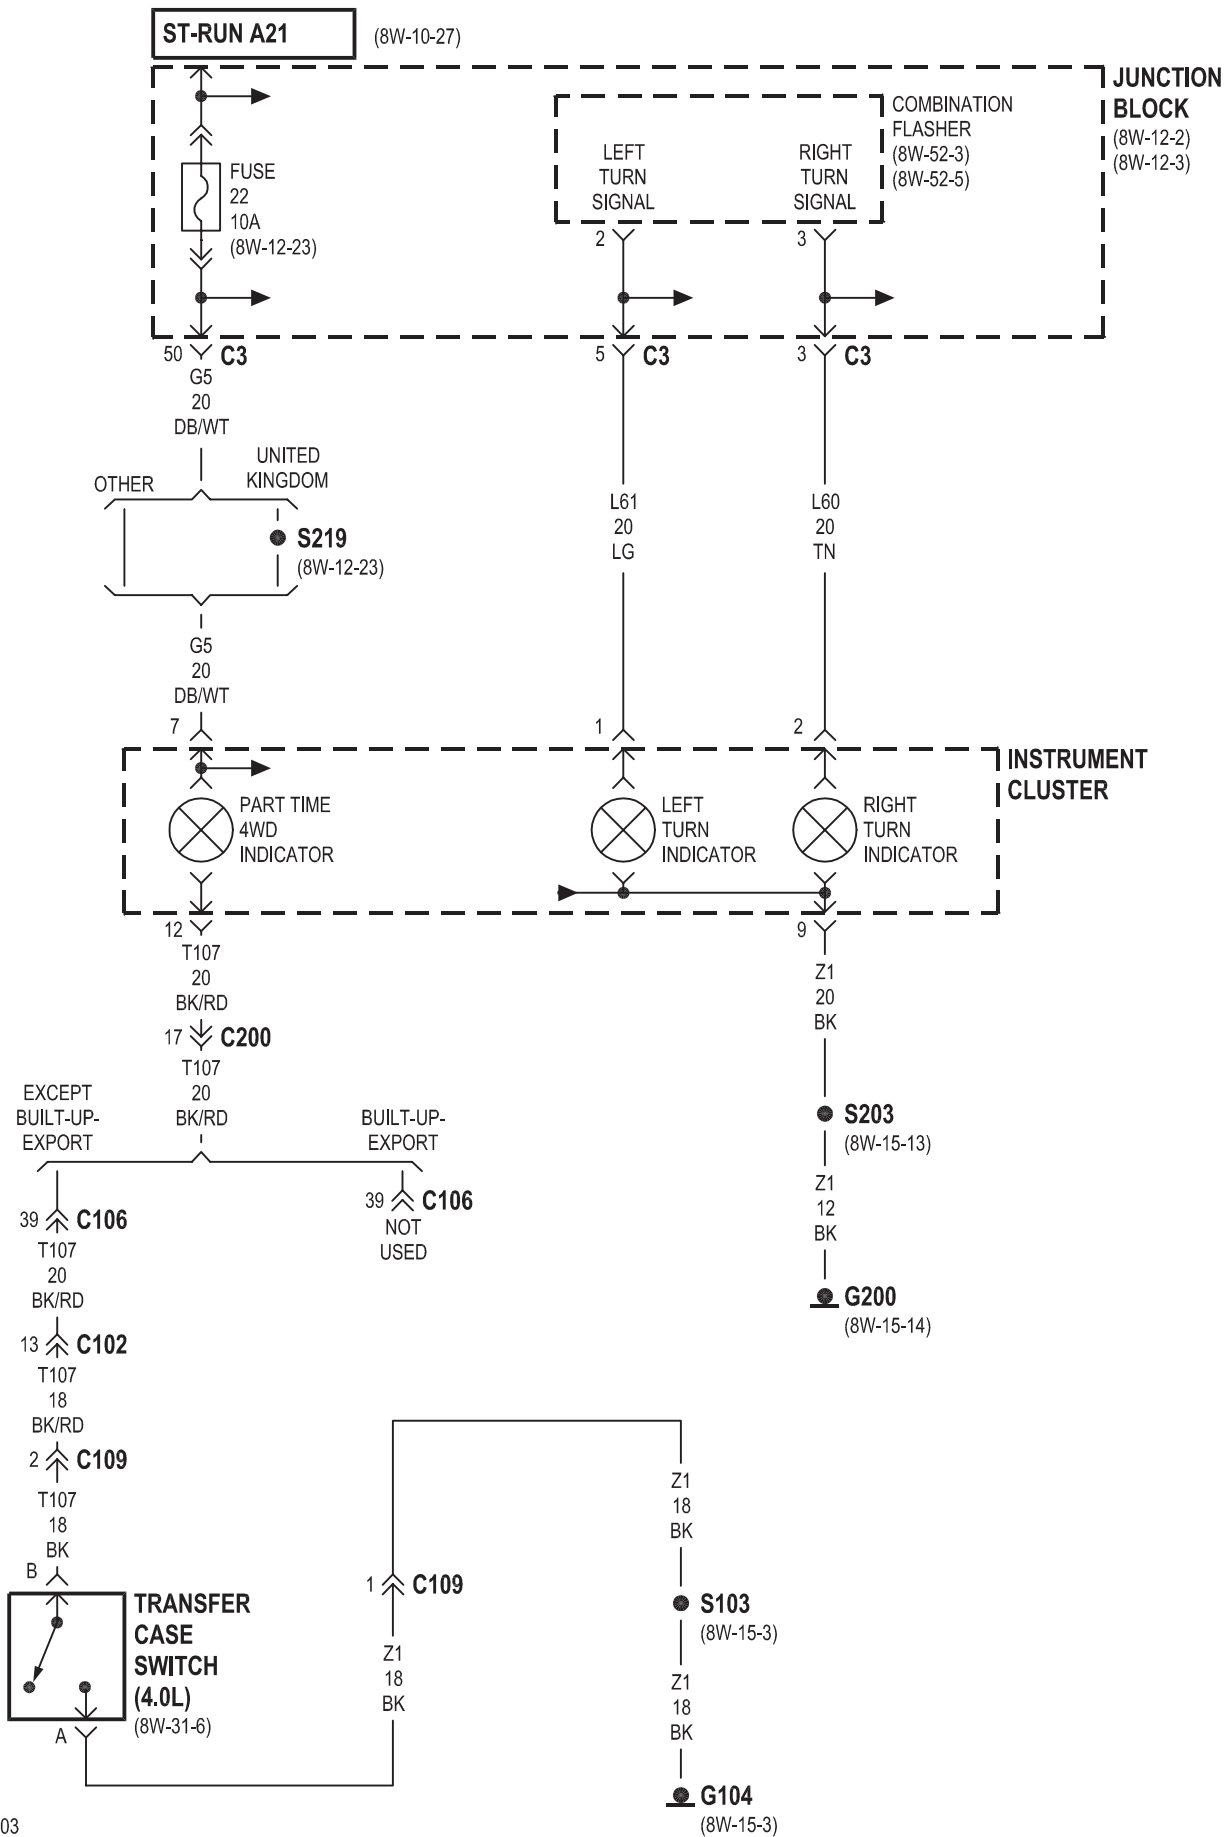 ST-RUN A21
(8W-10-27)
JUNCTION
BLOCK
(8W-12-2)
(8W-12-3)
COMBINATION
FLASHER
(8W-52-3)
(8W-52-5)
LEFT
TURN
SIGNAL
RIGHT
TURN
SIGNAL
FUSE
22
10A
(8W-12-23)
2
3
50
C3
5
C3
3
C3
G5
20
DB/WT
OTHER
UNITED
KINGDOM
S219
(8W-12-23)
L61
20
LG
L60
20
TN
G5
20
DB/WT
7
1
2
INSTRUMENT
CLUSTER
PART TIME
4WD
INDICATOR
LEFT
TURN
INDICATOR
RIGHT
TURN
INDICATOR
12
9
T107
20
BK/RD
17
C200
T107
20
BK/RD
Z1
20
BK
S203
(8W-15-13)
Z1
12
BK
G200
(8W-15-14)
EXCEPT
BUILT-UP-
EXPORT
BUILT-UP-
EXPORT
39
C106
39
C106
NOT
USED
T107
20
BK/RD
13
C102
T107
18
BK/RD
2
C109
T107
18
BK
B
TRANSFER
CASE
SWITCH
(4.0L)
(8W-31-6)
A
1
C109
Z1
18
BK
Z1
18
BK
S103
(8W-15-3)
Z1
18
BK
G104
(8W-15-3)
03